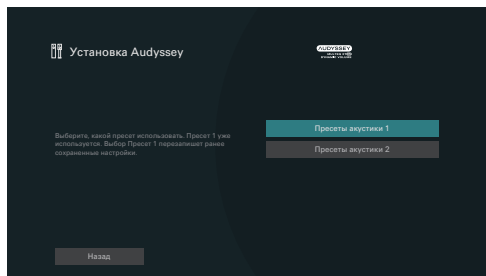 Установка Audyssey
AUDYSSEY
Пресеты акустики 1
Выберите, какой пресет использовать. Пресет 1 уже
используется. Выбор Пресет 1 перезапишет ранее
сохраненные настройки.
Пресеты акустики 2
Назад